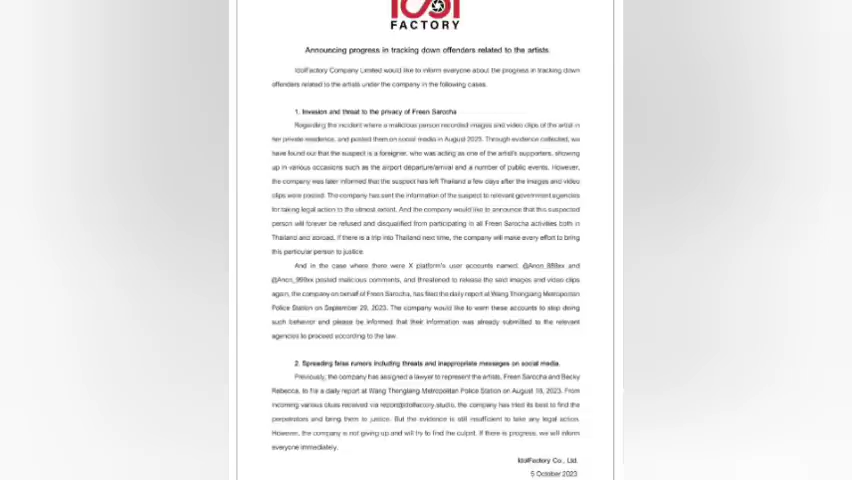 IDOL
FACTORY
Announcing progress in tracking down offenders related to the artists
IdolFactory Company Limited would like to inform everyone about the progress in tracking down
offenders related to the artists under the company in the following cases.
1. Invasion and threat to the privacy of Freen Sarocha
Regarding the incident where a malicious person recorded images and video clips of the artist in
her private residence, and posted them on social media in August 2023. Through evidence collected, we
have found out that the suspect is a foreigner, who was acting as one of the artist's supporters, showing
up in various occasions such as the airport departure/arrival and a number of public events. However,
the company was later informed that the suspect has left Thailand a few days after the images and video
clips were posted. The company has sent the information of the suspect to relevant government agencies
for taking legal action to the utmost extent. And the company would like to announce that this suspected
person will forever be refused and disqualified from participating in all Freen Sarocha activities both in
Thailand and abroad. If there is a trip into Thailand next time, the company will make every effort to bring
this particular person to justice.
And in the case where there were X platform's user accounts named, @Anon_989xx and
@Anon_999xx posted malicious comments, and threatened to release the said images and video clips
again, the company on behalf of Freen Sarocha, has filed the daily report at Wang Thonglang Metropolitan
Police Station on September 29, 2023. The company would like to warn these accounts to stop doing
such behavior and please be informed that their information was already submitted to the relevant
agencies to proceed according to the law.
2. Spreading false rumors including threats and inappropriate messages on social media.
Previously, the company has assigned a lawyer to represent the artists, Freen Sarocha and Becky
Rebecca, to file a daily report at Wang Thonglang Metropolitan Police Station on August 19, 2023. From
incoming various clues received via report@idolfactory.studio, the company has tried its best to find the
perpetrators and bring them to justice. But the evidence is still insufficient to take any legal action.
However, the company is not giving up and will try to find the culprit. If there is progress, we will inform
everyone immediately.
IdolFactory Co., Ltd.
5 October 2023